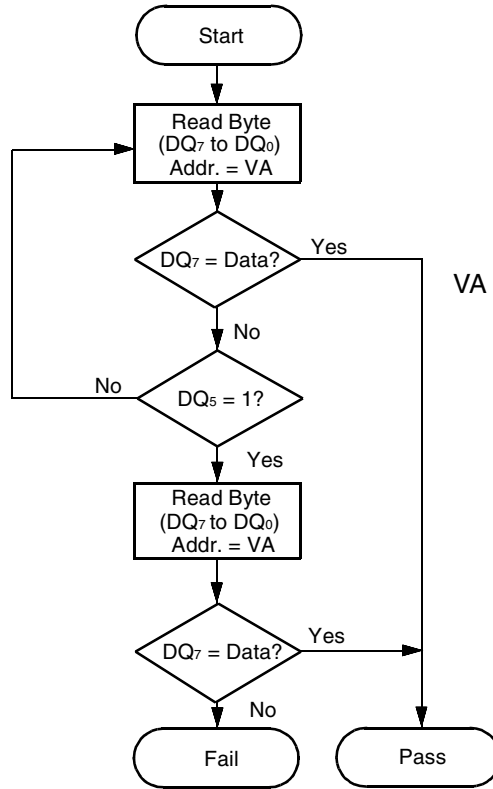 Start
Read Byte
(DQ7 to DQ0)
Addr. = VA
DQ7 = Data?
Yes
VA
No
No
DQ5 = 1?
Yes
Read Byte
(DQ7 to DQ0)
Addr. = VA
DQ7 = Data?
Yes
No
Fail
Pass